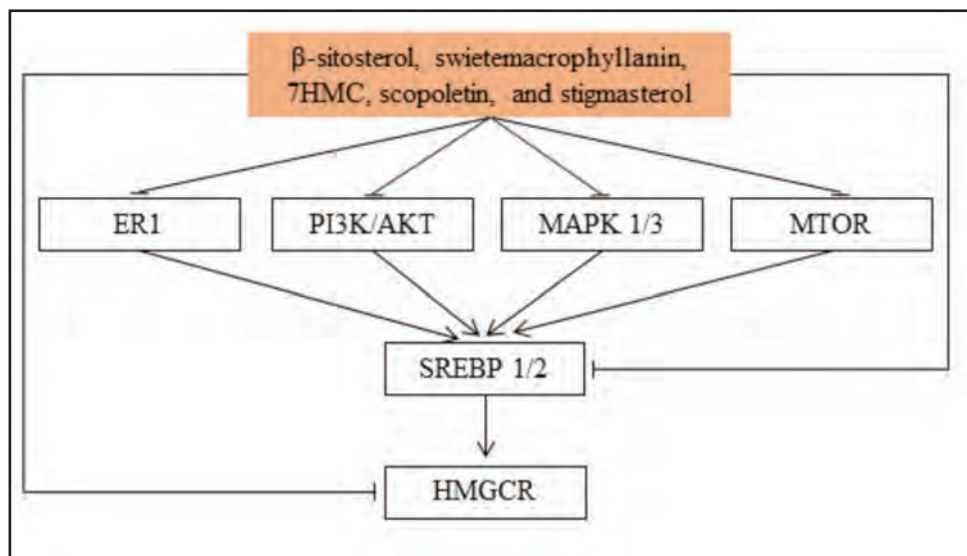 β-sitosterol, swietemacrophyllanin,
7HMC, scopoletin, and stigmasterol
ER1
PI3K/AKT
MAPK 1/3
MTOR
SREBP 1/2
HMGCR